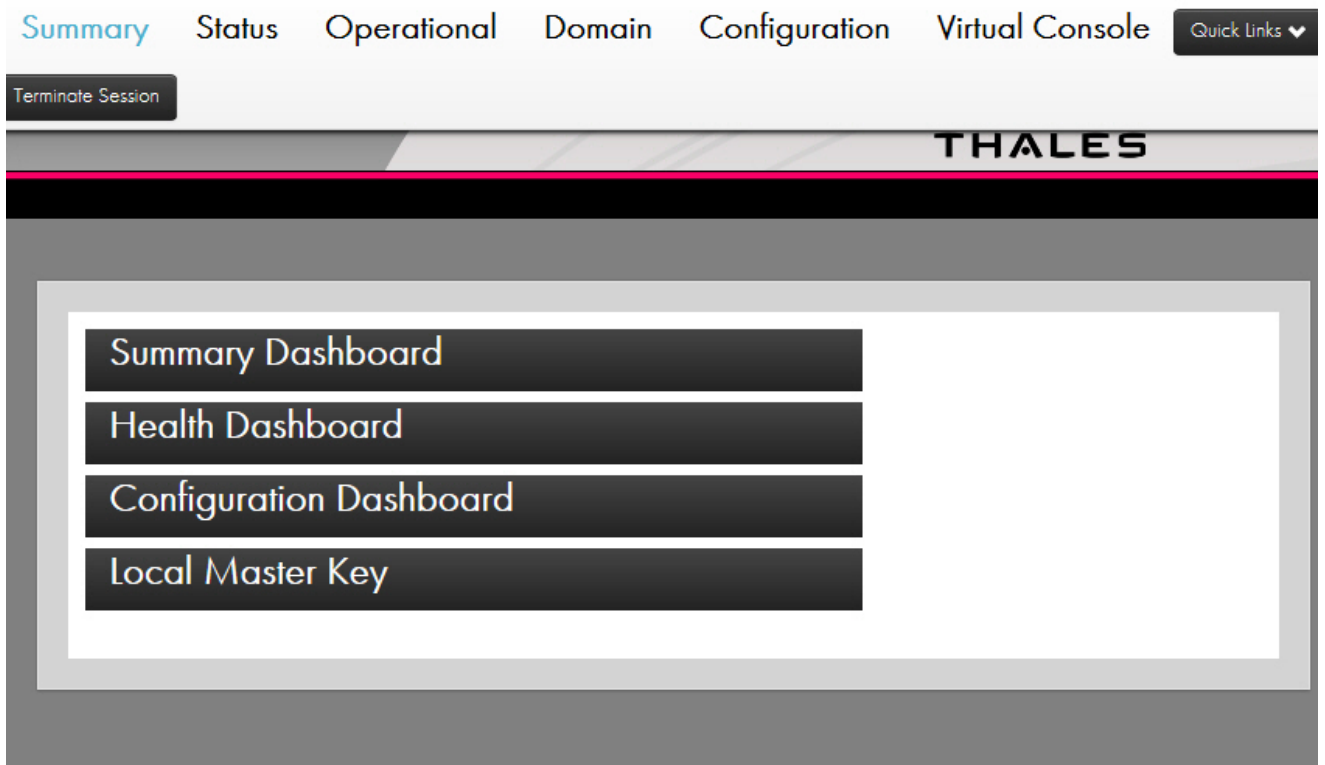 Summary Status Operational Domain Configuration Virtual Console Quick Links
Terminate Session
THALES
Summary Dashboard
Health Dashboard
Configuration Dashboard
Local Master Key